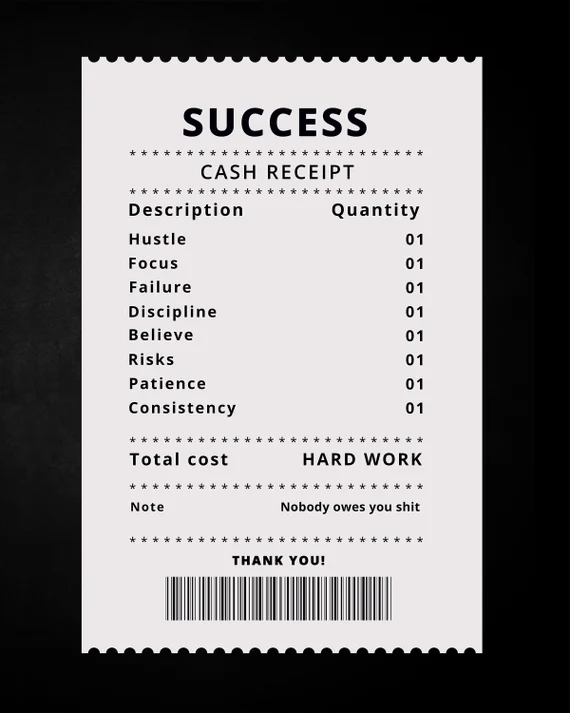 SUCCESS
* * * * * * * * * * * * * * * * * * * * * * * * *
CASH RECEIPT
* * * * * * * * * * * * * * * * * * * * * * * * *
Description Quantity
Hustle 01
Focus 01
Failure 01
Discipline 01
Believe 01
Risks 01
Patience 01
Consistency 01
* * * * * * * * * * * * * * * * * * * * * * * * *
Total cost HARD WORK
* * * * * * * * * * * * * * * * * * * * * * * * *
Note Nobody owes you shit
* * * * * * * * * * * * * * * * * * * * * * * * *
THANK YOU!